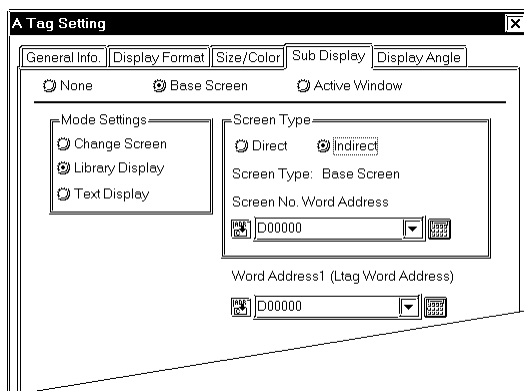 A Tag Setting
General Info. Display Format Size/Color Sub Display Display Angle
None Base Screen Active Window
Mode Settings
Change Screen
Library Display
Text Display
Screen Type
Direct Indirect
Screen Type: Base Screen
Screen No. Word Address
D00000
Word Address1 (Ltag Word Address)
D00000